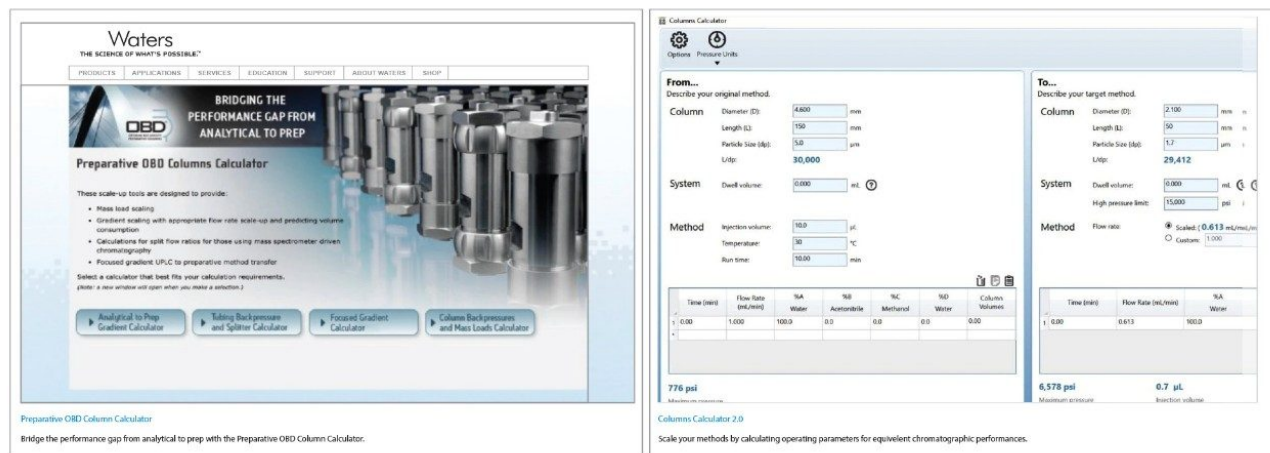 Waters
THE SCIENCE OF WHAT'S POSSIBLE.™
PRODUCTS APPLICATIONS SERVICES EDUCATION SUPPORT ABOUT WATERS SHOP
OBD
BRIDGING THE
PERFORMANCE GAP FROM
ANALYTICAL TO PREP
Preparative OBD Columns Calculator
These scale-up tools are designed to provide:
• Mass load scaling
• Gradient scaling with appropriate flow rate scale-up and predicting volume
consumption
• Calculations for split flow ratios for those using mass spectrometer driven
chromatography
• Focused gradient UPLC to preparative method transfer
Select a calculator that best fits your calculation requirements.
(Note: a new window will open when you make a selection.)
Analytical to Prep
Gradient Calculator
Tubing Backpressure
and Splitter Calculator
Focused Gradient
Calculator
Column Backpressures
and Mass Loads Calculator
Preparative OBD Column Calculator
Bridge the performance gap from analytical to prep with the Preparative OBD Column Calculator.
Columns Calculator
Options Pressure Units
From...
Describe your original method.
Column Diameter (D): 4.600 mm
Length (L): 150 mm
Particle Size (dp): 5.0 µm
L/dp: 30,000
System Dwell volume: 0.000 mL ?
Method Injection volume: 10.0 µL
Temperature: 30 °C
Run time: 10.00 min
Time (min) Flow Rate (mL/min) %A Water %B Acetonitrile %C Methanol %D Water Column Volumes
1 0.00 1.000 100.0 0.0 0.0 0.0 0.00
776 psi
Maximum pressure
To...
Describe your target method.
Column Diameter (D): 2.100 mm
Length (L): 50 mm
Particle Size (dp): 1.7 µm
L/dp: 29,412
System Dwell volume: 0.000 mL
High pressure limit: 15,000 psi
Method Flow rate: Scaled: ( 0.613 mL/m
Custom: 1.000
Time (min) Flow Rate (mL/min) %A Water
1 0.00 0.613 100.0
6,578 psi 0.7 µL
Maximum pressure Injection volume
Columns Calculator 2.0
Scale your methods by calculating operating parameters for equivelent chromatographic performances.